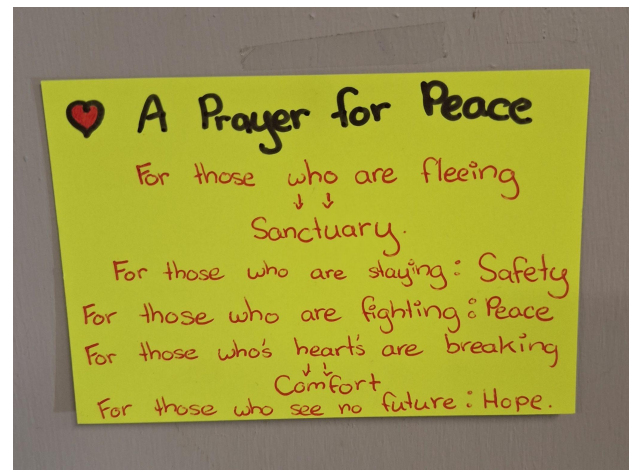 A Prayer for Peace
For those who are fleeing
Sanctuary.
For those who are staying: Safety
For those who are fighting: Peace
For those who's heart's are breaking
Comfort
For those who see no future: Hope.